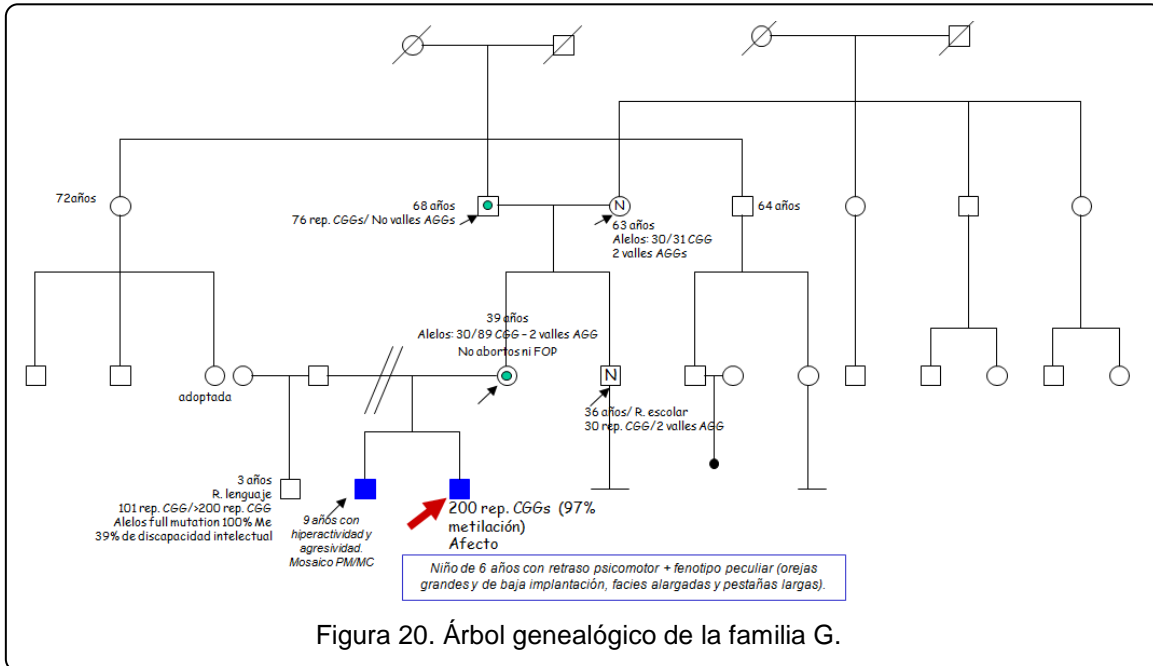 72años
68 años
76 rep. CGGs/ No valles AGGs
N
63 años
Alelos: 30/31 CGG
2 valles AGGs
64 años
39 años
Alelos: 30/89 CGG – 2 valles AGG
No abortos ni FOP
adoptada
N
36 años/ R. escolar
30 rep. CGG/2 valles AGG
3 años
R. lenguaje
101 rep. CGG/>200 rep. CGG
Alelos full mutation 100% Me
39% de discapacidad intelectual
9 años con
hiperactividad y
agresividad.
Mosaico PM/MC
200 rep. CGGs (97%
metilación)
Afecto
Niño de 6 años con retraso psicomotor + fenotipo peculiar (orejas
grandes y de baja implantación, facies alargadas y pestañas largas).
Figura 20. Árbol genealógico de la familia G.